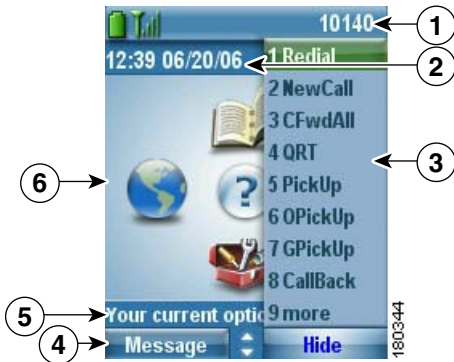 10140
1
12:39 06/20/06
2
1 Redial
2 NewCall
3 CFwdAll
4 QRT
3
5 PickUp
6
?
6 OPickUp
7 GPickUp
8 CallBack
5
Your current optio
9 more
4
Message
Hide
180344